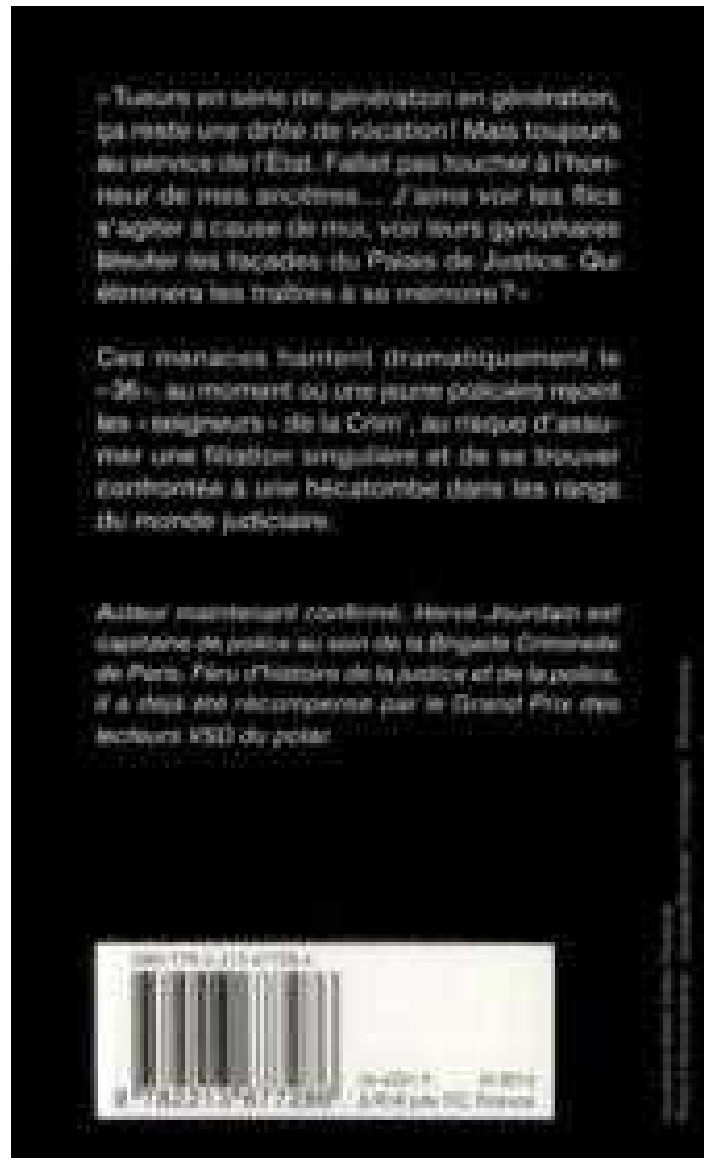 « Tueurs en série de génération en génération,
ça reste une drôle de vocation ! Mais toujours
au service de l'État. Fallait pas toucher à l'hon-
neur de mes ancêtres... J'aime voir les flics
s'agiter à cause de moi, voir leurs gyrophares
bleuter les façades du Palais de Justice. Qui
éliminera les traîtres à sa mémoire ? »
Ces menaces hantent dramatiquement le
« 36 », au moment où une jeune policière rejoint
les « seigneurs » de la Crim', au risque d'assu-
mer une filiation singulière et de se trouver
confrontée à une hécatombe dans les rangs
du monde judiciaire.
Auteur maintenant confirmé, Hervé Jourdain est
capitaine de police au sein de la Brigade Criminelle
de Paris. Féru d'histoire de la justice et de la police,
il a déjà été récompensé par le Grand Prix des
lecteurs VSD du polar.